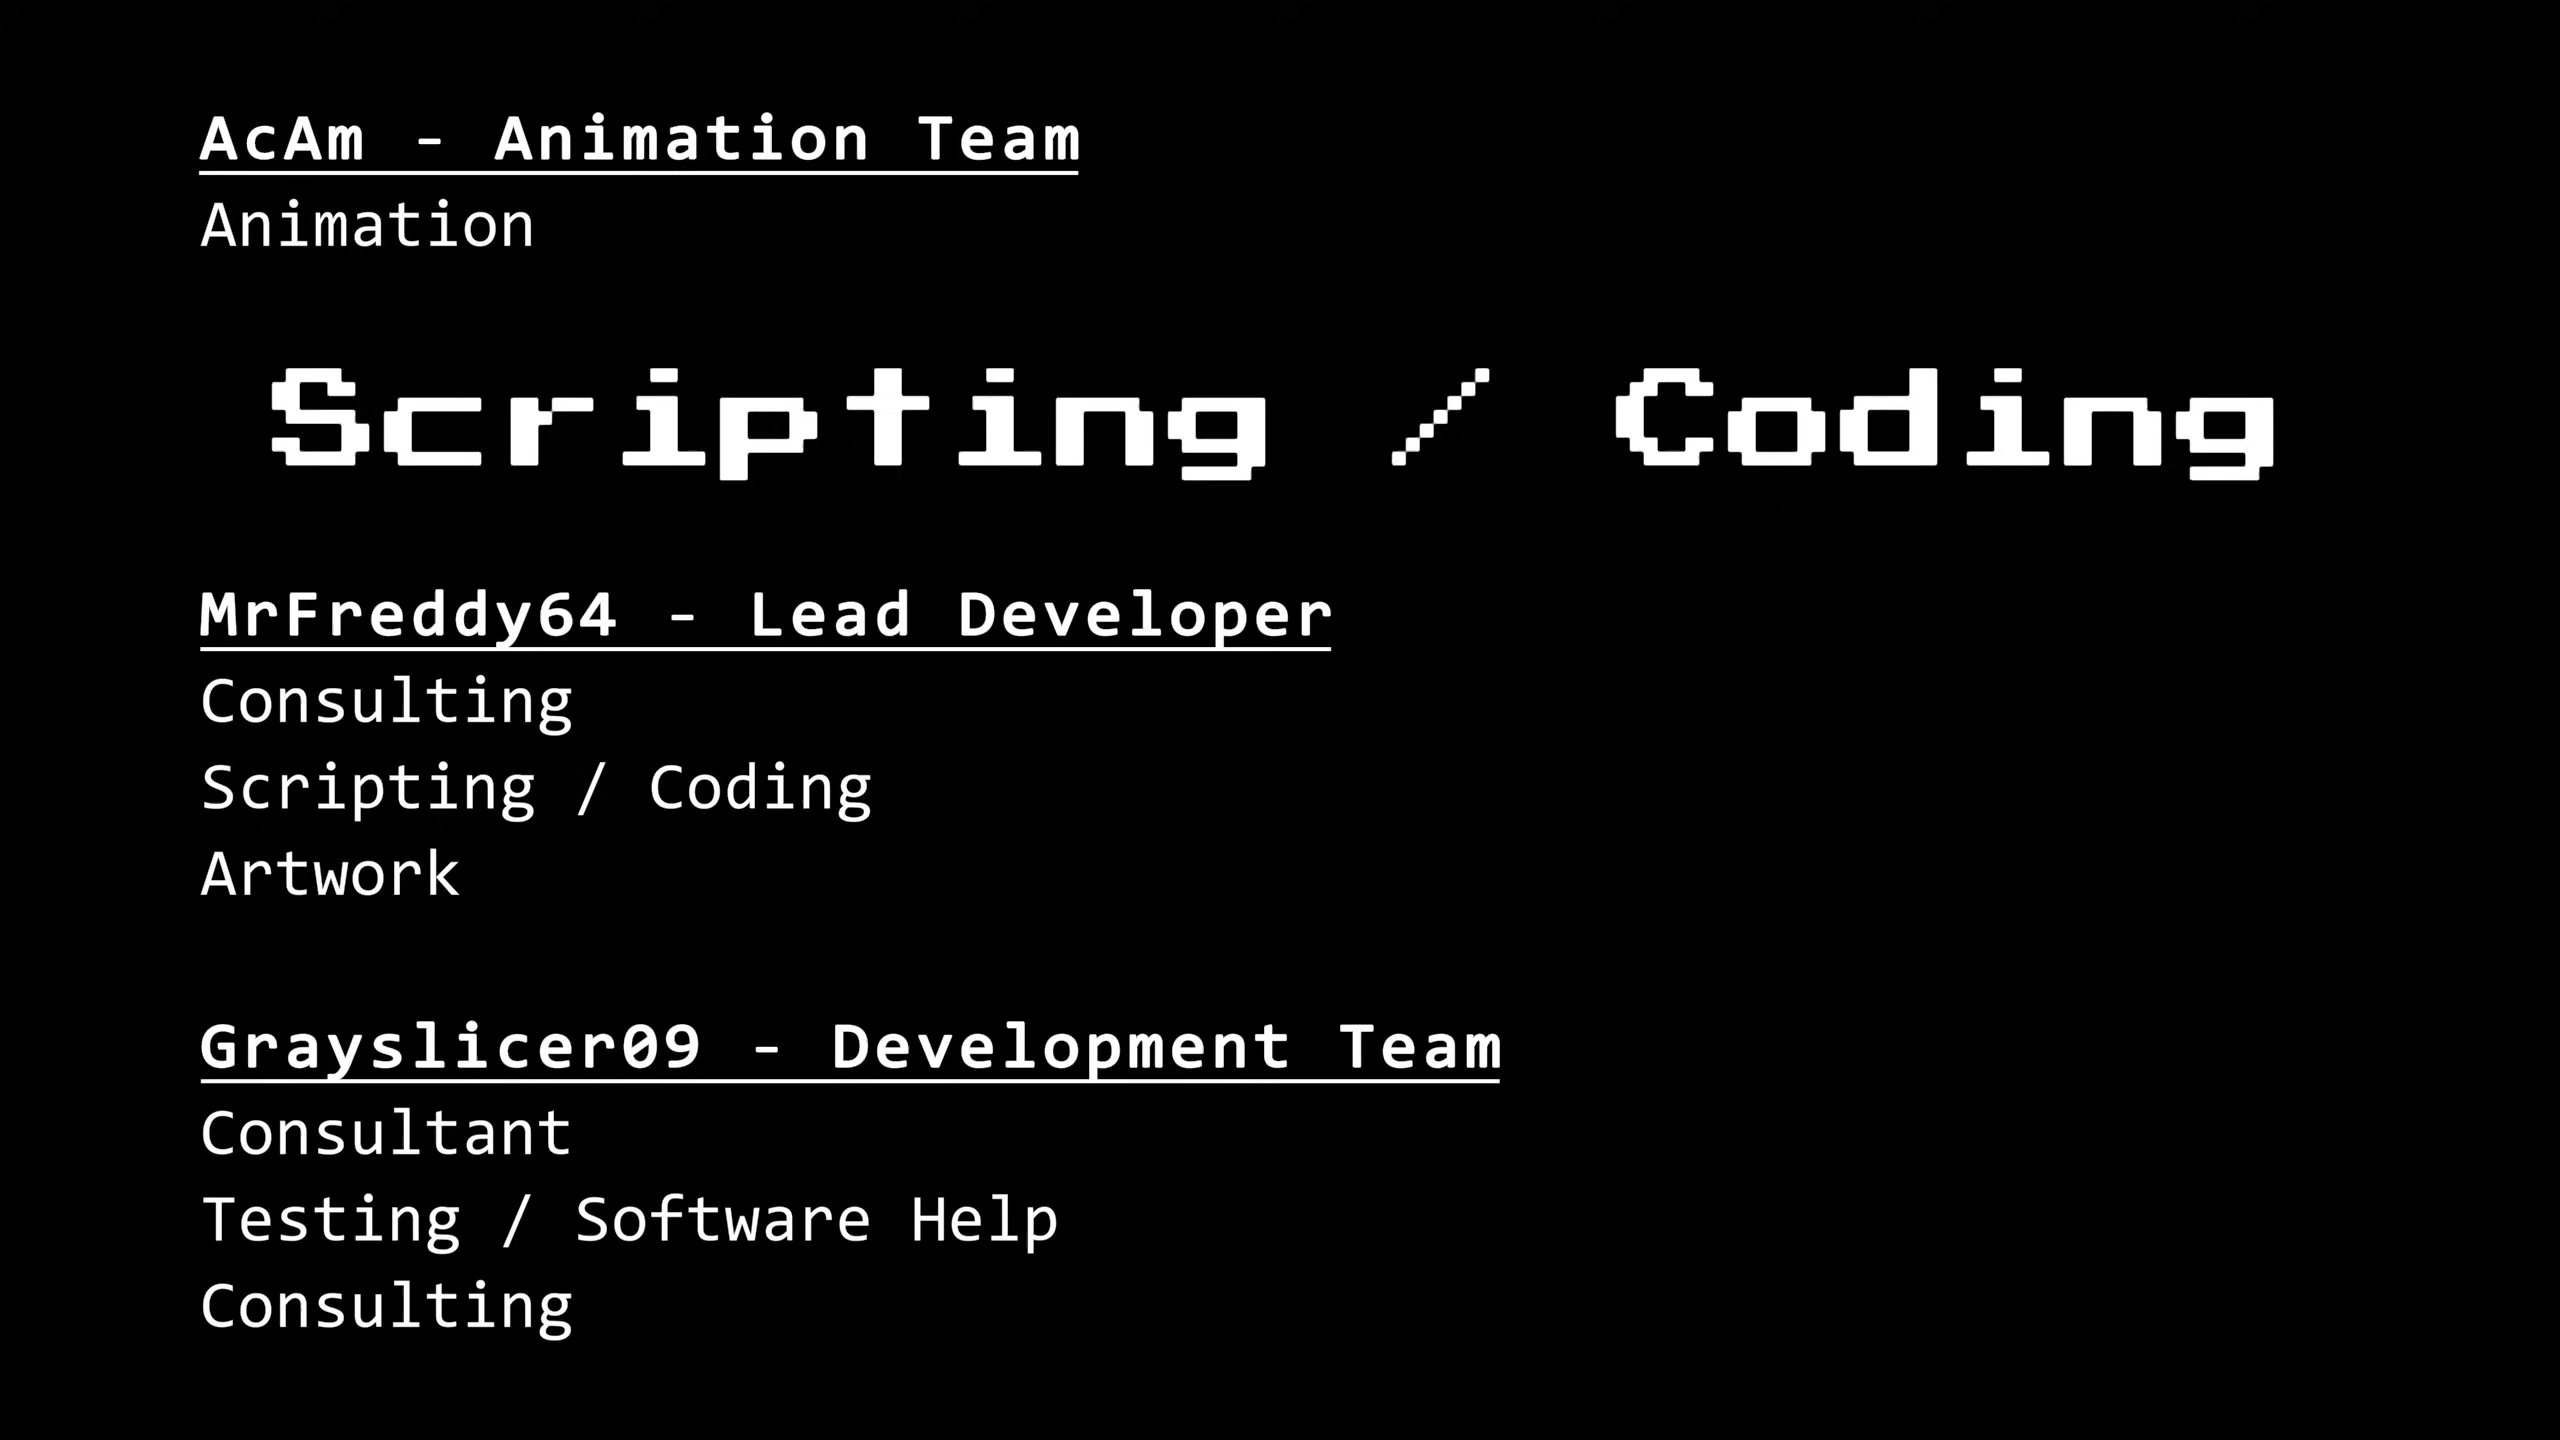 AcAm - Animation Team
Animation
Scripting / Coding
MrFreddy64 - Lead Developer
Consulting
Scripting / Coding
Artwork
Grayslicer09 - Development Team
Consultant
Testing / Software Help
Consulting